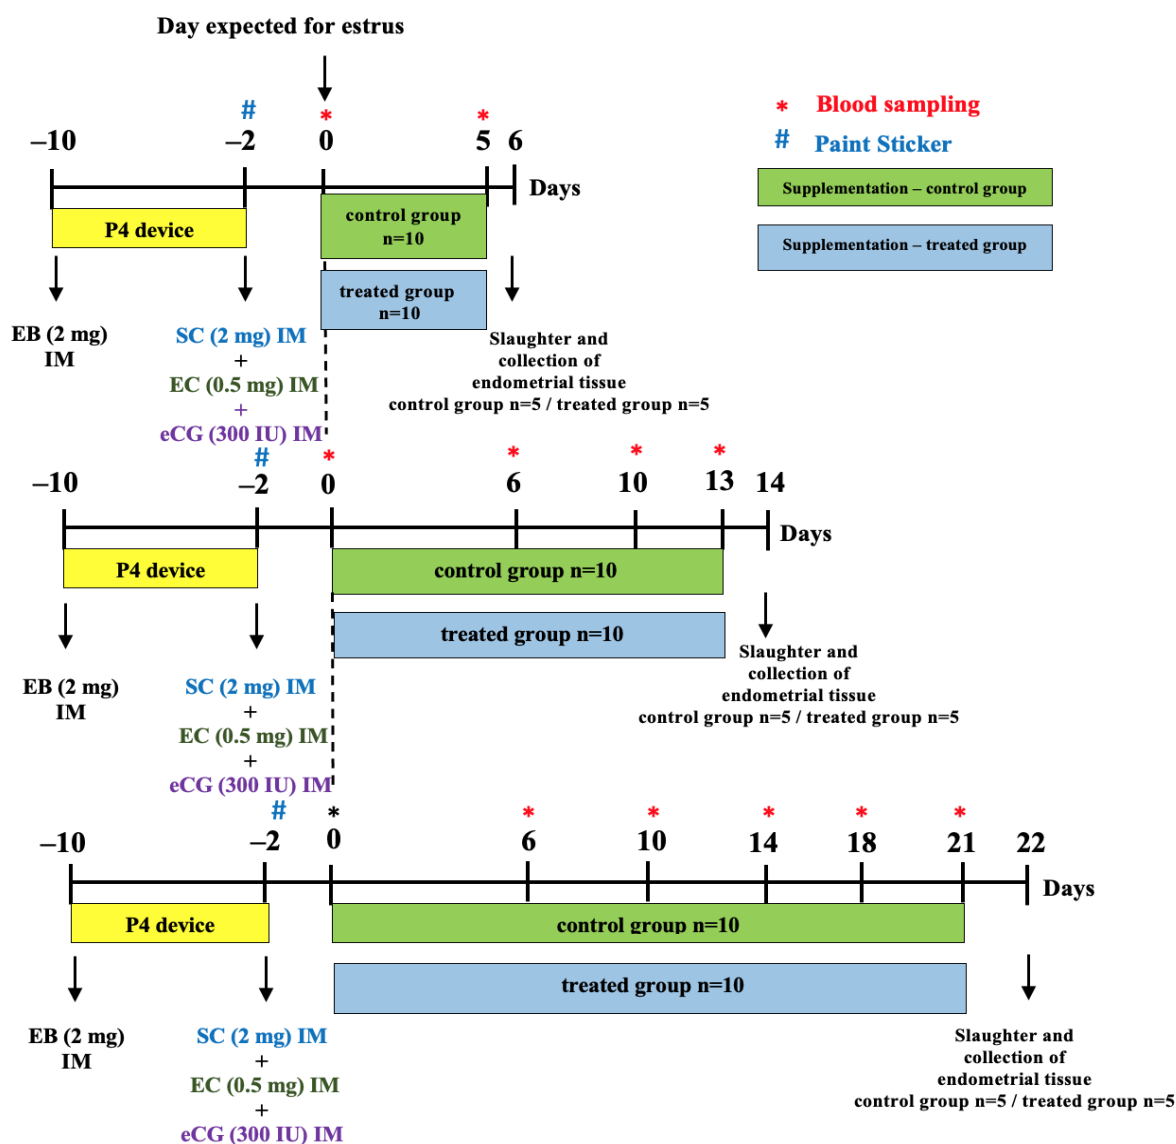 Day expected for estrus
# * *
–10 –2 0 5 6
Days
* Blood sampling
# Paint Sticker
Supplementation – control group
Supplementation – treated group
P4 device
control group
n=10
treated group
n=10
EB (2 mg)
IM
SC (2 mg) IM
+
EC (0.5 mg) IM
+
eCG (300 IU) IM
Slaughter and
collection of
endometrial tissue
control group n=5 / treated group n=5
# * * * *
–10 –2 0 6 10 13 14
Days
P4 device
control group n=10
treated group n=10
EB (2 mg)
IM
SC (2 mg) IM
+
EC (0.5 mg) IM
+
eCG (300 IU) IM
Slaughter and
collection of
endometrial tissue
control group n=5 / treated group n=5
# * * * * * *
–10 –2 0 6 10 14 18 21 22
Days
P4 device
control group n=10
treated group n=10
EB (2 mg)
IM
SC (2 mg) IM
+
EC (0.5 mg) IM
+
eCG (300 IU) IM
Slaughter and
collection of
endometrial tissue
control group n=5 / treated group n=5